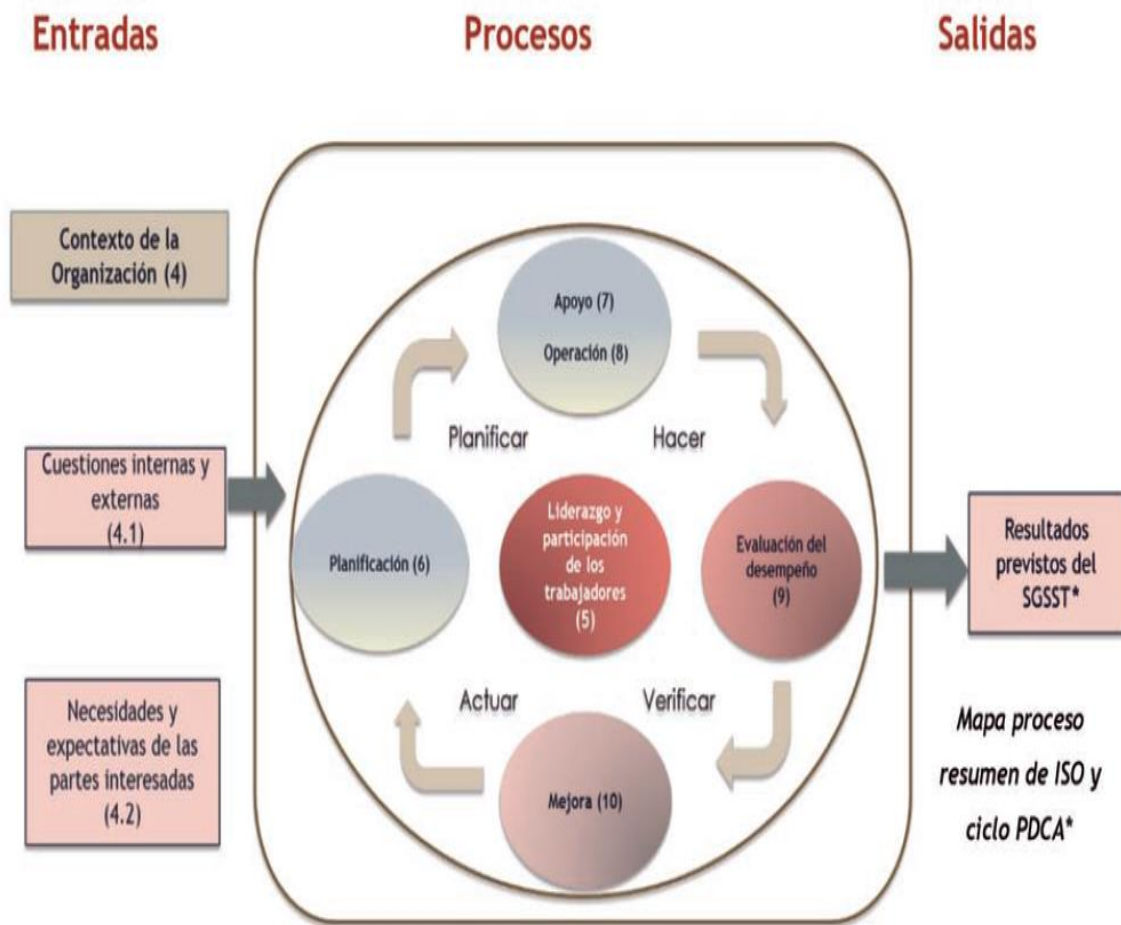 Entradas
Procesos
Salidas
Contexto de la
Organización (4)
Cuestiones internas y
externas
(4.1)
Necesidades y
expectativas de las
partes interesadas
(4.2)
Apoyo (7)
Operación (8)
Planificar
Hacer
Planificación (6)
Liderazgo y
participación
de los
trabajadores
(5)
Evaluación del
desempeño
(9)
Actuar
Verificar
Mejora (10)
Resultados
previstos del
SGSST*
Mapa proceso
resumen de ISO y
ciclo PDCA*